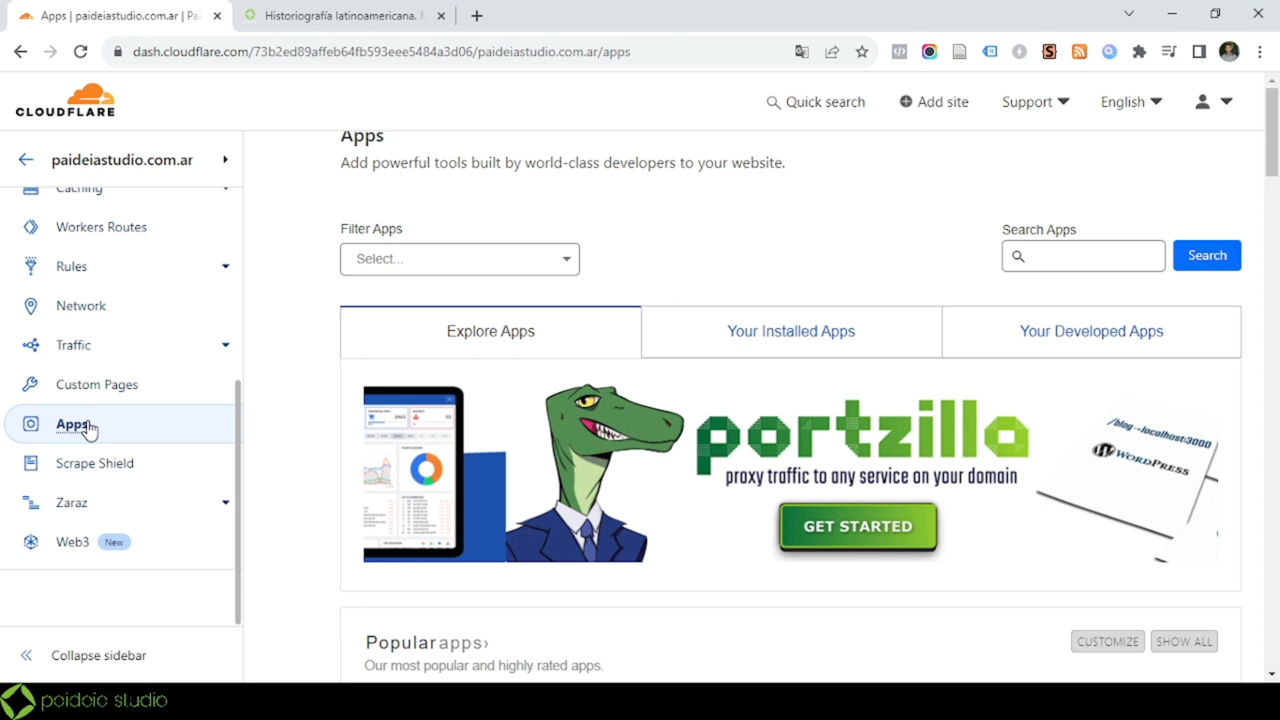 Apps | paideiastudio.com.ar | Pa
Historiografía latinoamericana. M
dash.cloudflare.com/73b2ed89affeb64fb593eee5484a3d06/paideiastudio.com.ar/apps
CLOUDFLARE
Quick search
Add site
Support
English
paideiastudio.com.ar
Caching
Workers Routes
Rules
Network
Traffic
Custom Pages
Apps
Scrape Shield
Zaraz
Web3 New
Collapse sidebar
Apps
Add powerful tools built by world-class developers to your website.
Filter Apps
Select...
Search Apps
Search
Explore Apps
Your Installed Apps
Your Developed Apps
portzilla
proxy traffic to any service on your domain
GET STARTED
/blog→localhost:3000
WORDPRESS
Popular apps›
CUSTOMIZE
SHOW ALL
Our most popular and highly rated apps.
paideia studio